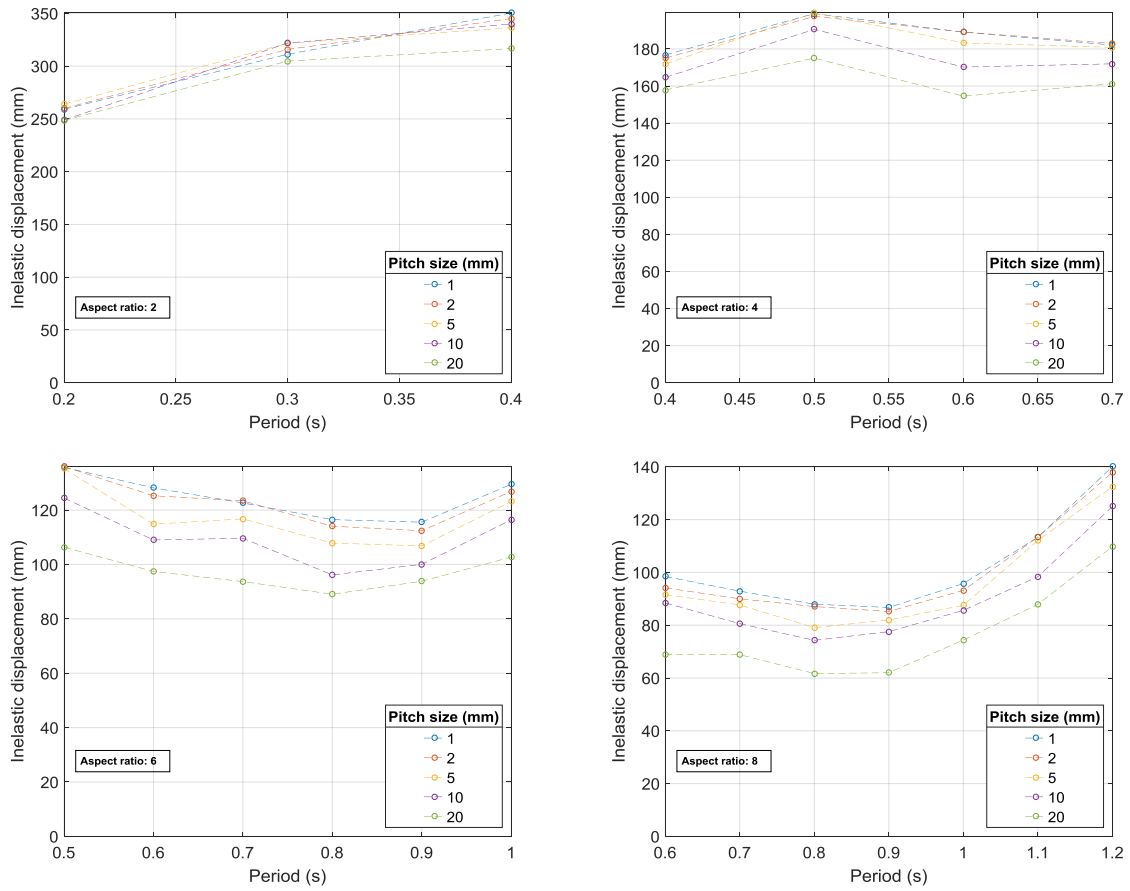 350
300
250
200
150
100
50
0
0.2 0.25 0.3 0.35 0.4
Period (s)
Inelastic displacement (mm)
Aspect ratio: 2
Pitch size (mm)
1
2
5
10
20
180
160
140
120
100
80
60
40
20
0
0.4 0.45 0.5 0.55 0.6 0.65 0.7
Period (s)
Inelastic displacement (mm)
Aspect ratio: 4
Pitch size (mm)
1
2
5
10
20
120
100
80
60
40
20
0
0.5 0.6 0.7 0.8 0.9 1
Period (s)
Inelastic displacement (mm)
Aspect ratio: 6
Pitch size (mm)
1
2
5
10
20
140
120
100
80
60
40
20
0
0.6 0.7 0.8 0.9 1 1.1 1.2
Period (s)
Inelastic displacement (mm)
Aspect ratio: 8
Pitch size (mm)
1
2
5
10
20